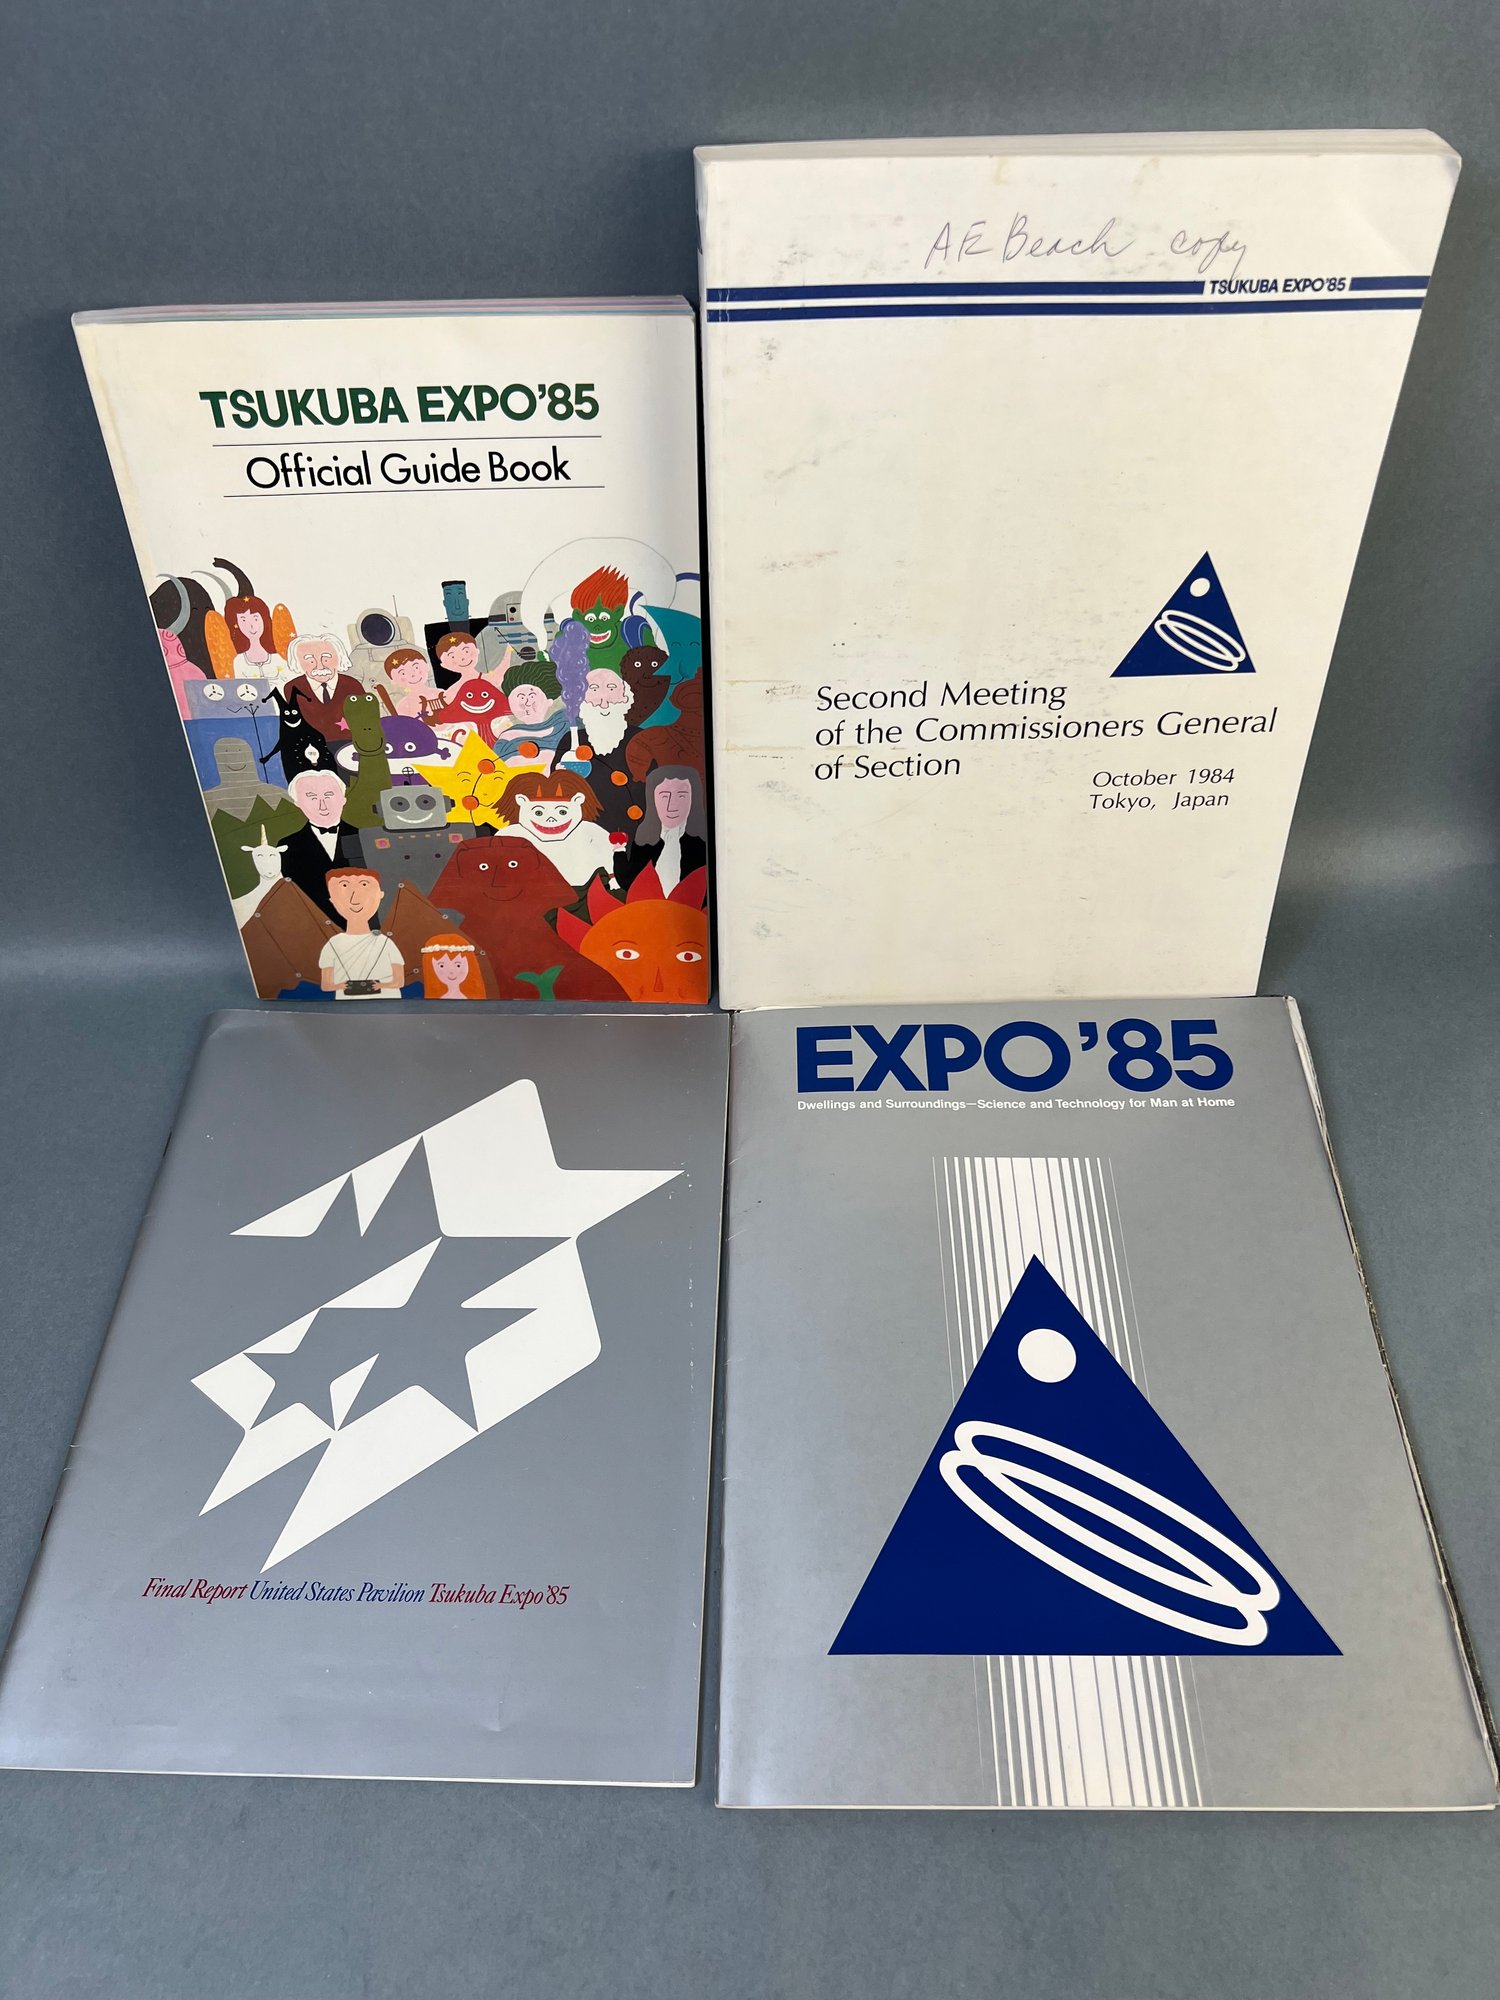 TSUKUBA EXPO'85
Official Guide Book
AE Beach copy
TSUKUBA EXPO'85
Second Meeting
of the Commissioners General
of Section
October 1984
Tokyo, Japan
Final Report United States Pavilion Tsukuba Expo'85
EXPO'85
Dwellings and Surroundings—Science and Technology for Man at Home